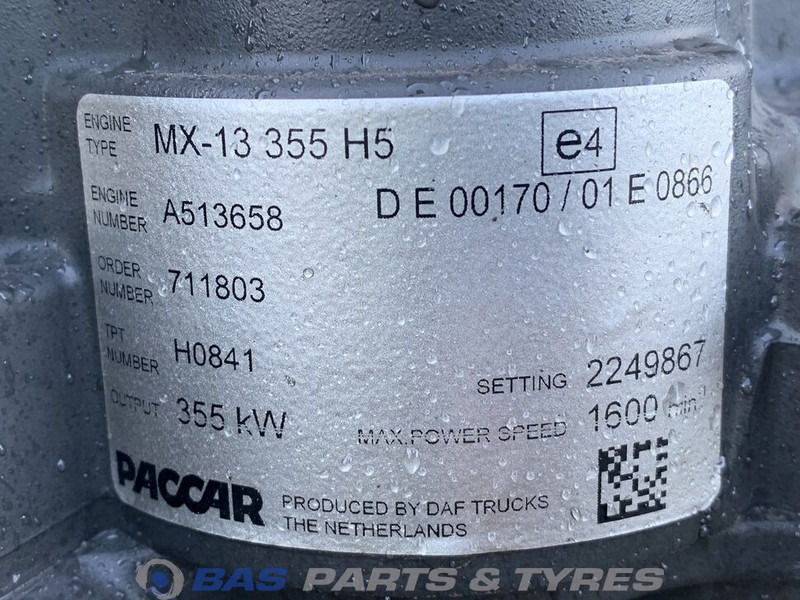 ENGINE TYPE MX-13 355 H5 e4
ENGINE NUMBER A513658 D E 00170 / 01 E 0866
ORDER NUMBER 711803
TPT NUMBER H0841
SETTING 2249867
OUTPUT 355 kW
MAX.POWER SPEED 1600 min
PACCAR
PRODUCED BY DAF TRUCKS
THE NETHERLANDS
BAS PARTS & TYRES